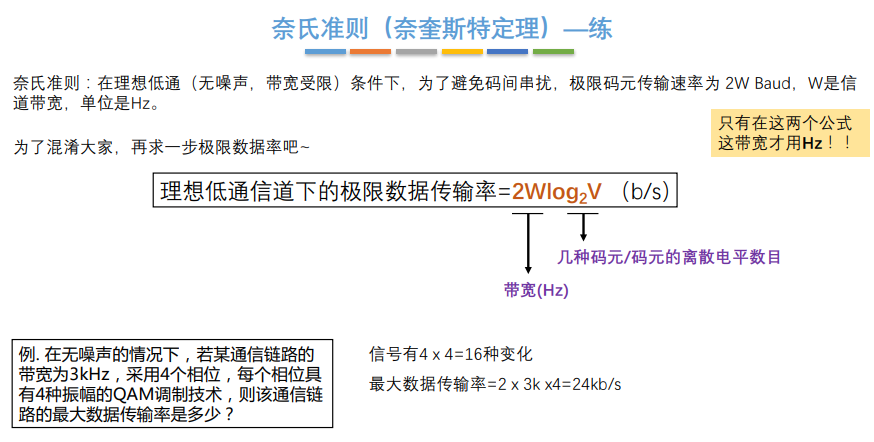 奈氏准则（奈奎斯特定理）—练
奈氏准则：在理想低通（无噪声，带宽受限）条件下，为了避免码间串扰，极限码元传输速率为 2W Baud，W是信
道带宽，单位是Hz。
只有在这两个公式
这带宽才用Hz！！
为了混淆大家，再求一步极限数据率吧~
理想低通信道下的极限数据传输率=2Wlog₂V （b/s）
几种码元/码元的离散电平数目
带宽(Hz)
例. 在无噪声的情况下，若某通信链路的
带宽为3kHz，采用4个相位，每个相位具
有4种振幅的QAM调制技术，则该通信链
路的最大数据传输率是多少？
信号有4 x 4=16种变化
最大数据传输率=2 x 3k x4=24kb/s